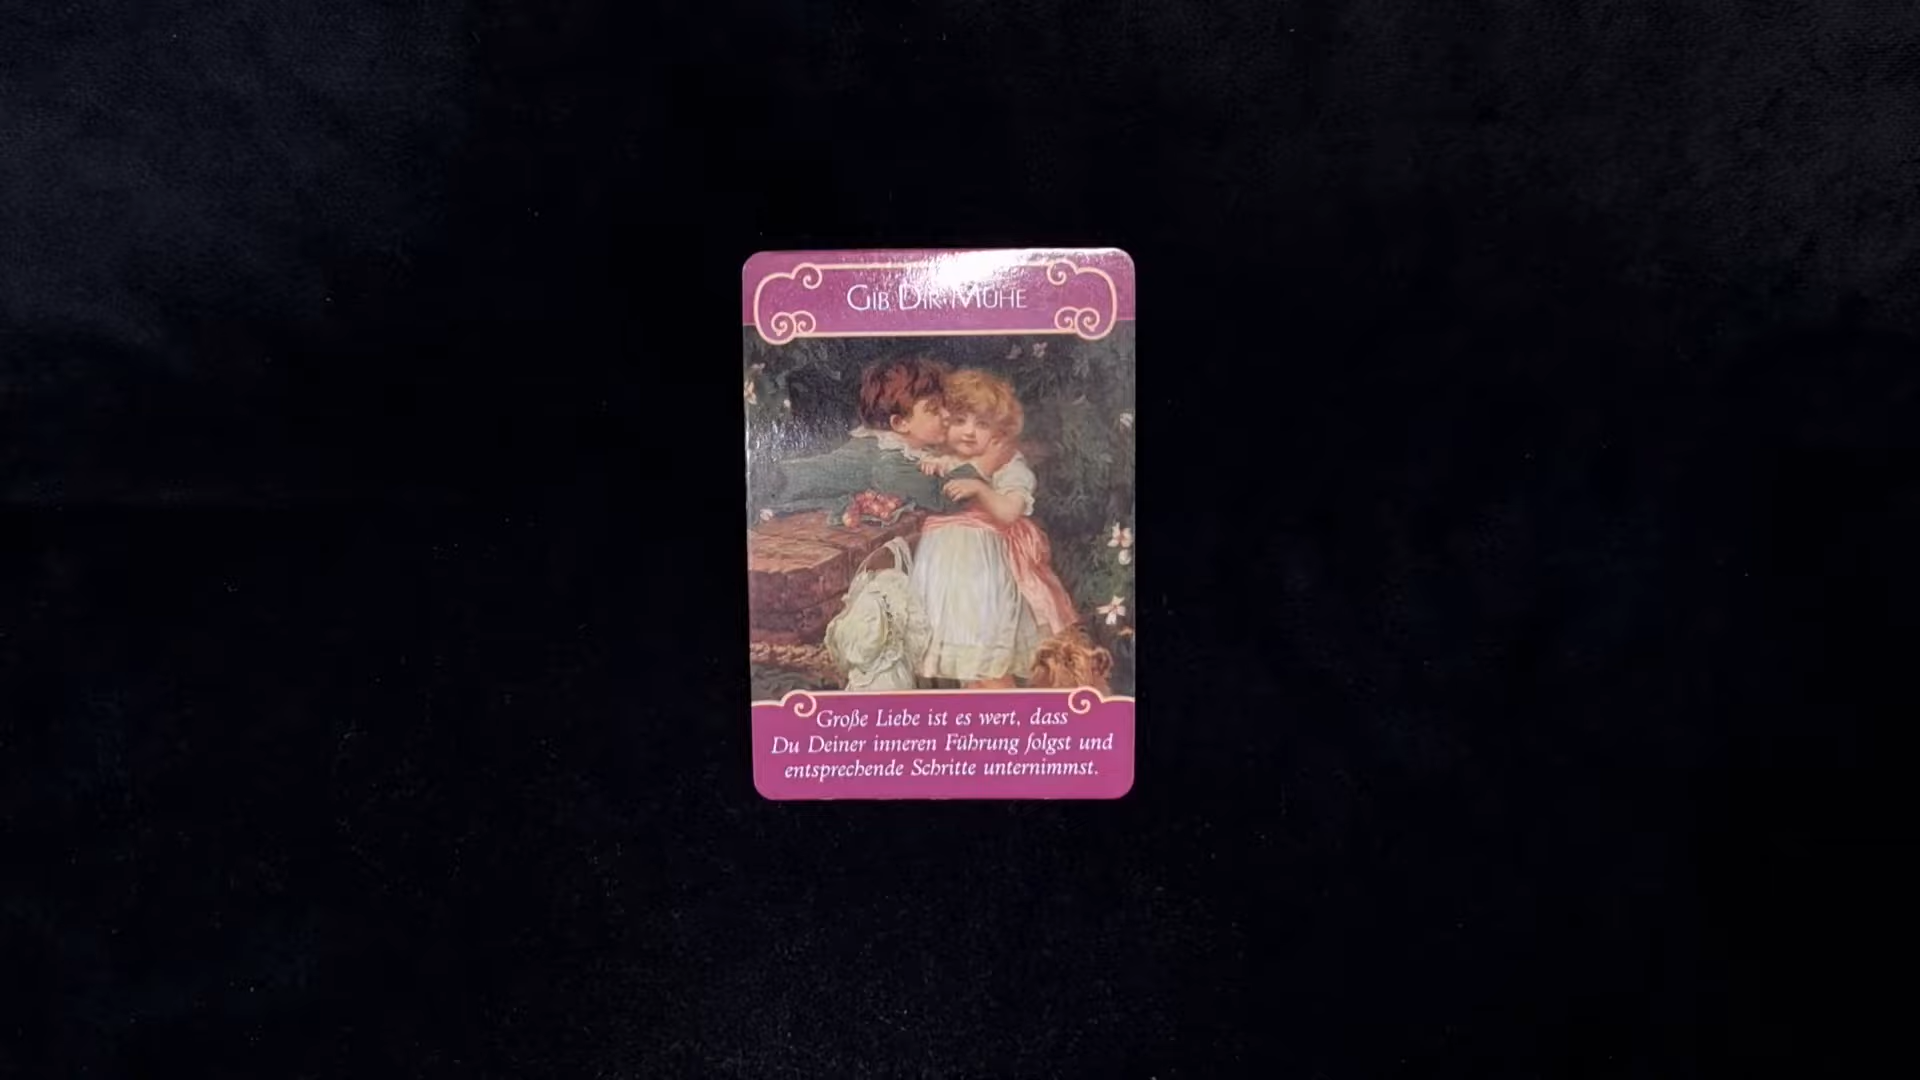 GIB DIR MÜHE
Große Liebe ist es wert, dass
Du Deiner inneren Führung folgst und
entsprechende Schritte unternimmst.